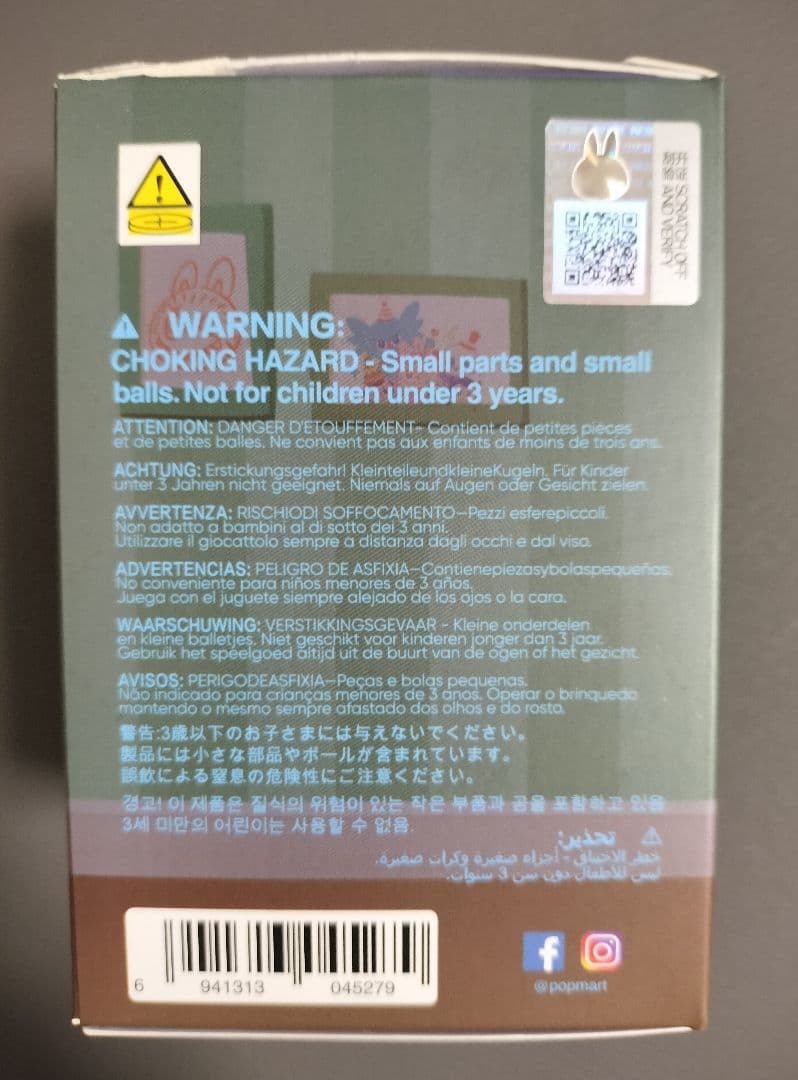 刮开 SCRATCH OFF
验证 AND VERIFY
WARNING:
CHOKING HAZARD - Small parts and small
balls. Not for children under 3 years.
ATTENTION: DANGER D'ETOUFFEMENT- Contient de petites pièces
et de petites balles. Ne convient pas aux enfants de moins de trois ans.
ACHTUNG: Erstickungsgefahr! KleinteileundkleineKugeln. Für Kinder
unter 3 Jahren nicht geeignet. Niemals auf Augen oder Gesicht zielen.
AVVERTENZA: RISCHIODI SOFFOCAMENTO-Pezzi esferepiccoli.
Non adatto a bambini al di sotto dei 3 anni.
Utilizzare il giocattolo sempre a distanza dagli occhi e dal viso.
ADVERTENCIAS: PELIGRO DE ASFIXIA-Contienepiezasybolaspequeñas.
No conveniente para niños menores de 3 años.
Juega con el juguete siempre alejado de los ojos o la cara.
WAARSCHUWING: VERSTIKKINGSGEVAAR - Kleine onderdelen
en kleine balletjes. Niet geschikt voor kinderen jonger dan 3 jaar.
Gebruik het speelgoed altijd uit de buurt van de ogen of het gezicht.
AVISOS: PERIGODEASFIXIA-Peças e bolas pequenas.
Não indicado para crianças menores de 3 anos. Operar o brinquedo
mantendo o mesmo sempre afastado dos olhos e do rosto.
警告:3歳以下のお子さまには与えないでください。
製品には小さな部品やボールが含まれています。
誤飲による窒息の危険性にご注意ください。
경고! 이 제품은 질식의 위험이 있는 작은 부품과 공을 포함하고 있음
3세 미만의 어린이는 사용할 수 없음.
تحذير:
خطر الاختناق - أجزاء صغيرة وكرات صغيرة.
ليس للأطفال دون سن 3 سنوات.
6 941313 045279
@popmart